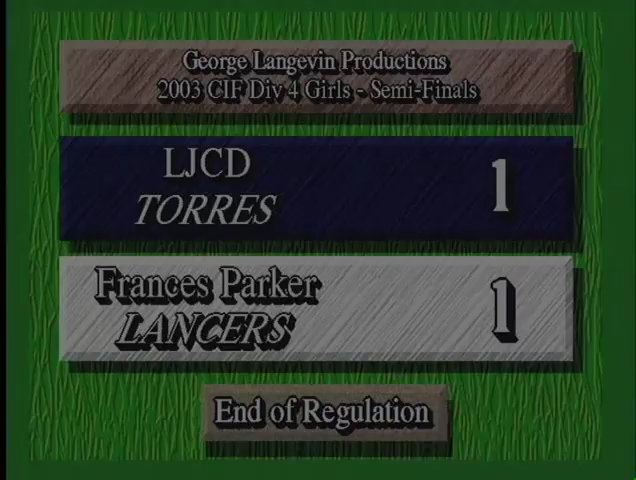 George Langevin Productions
2003 CIF Div 4 Girls - Semi-Finals
LJCD
TORRES
1
Frances Parker
LANCERS
1
End of Regulation